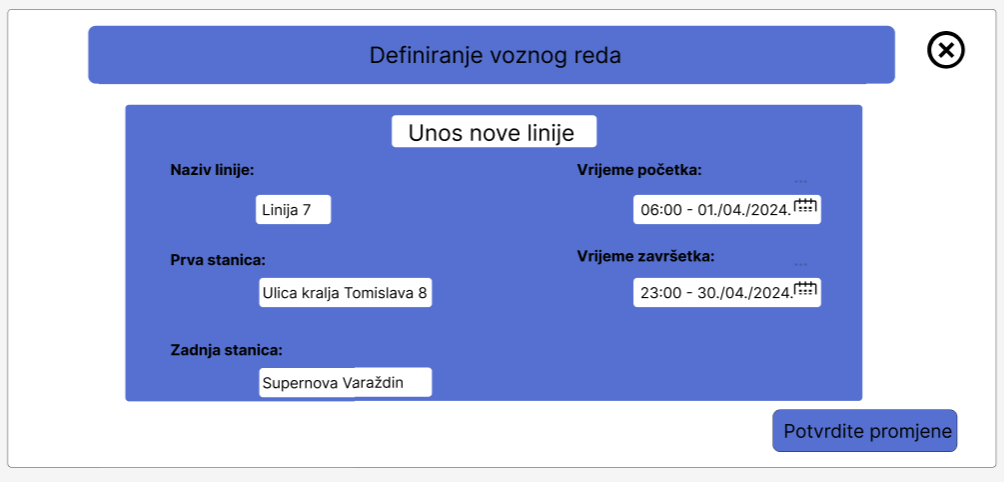 Definiranje voznog reda
Unos nove linije
Naziv linije:
Linija 7
Prva stanica:
Ulica kralja Tomislava 8
Zadnja stanica:
Supernova Varaždin
Vrijeme početka:
06:00 - 01./04./2024.
Vrijeme završetka:
23:00 - 30./04./2024.
Potvrdite promjene